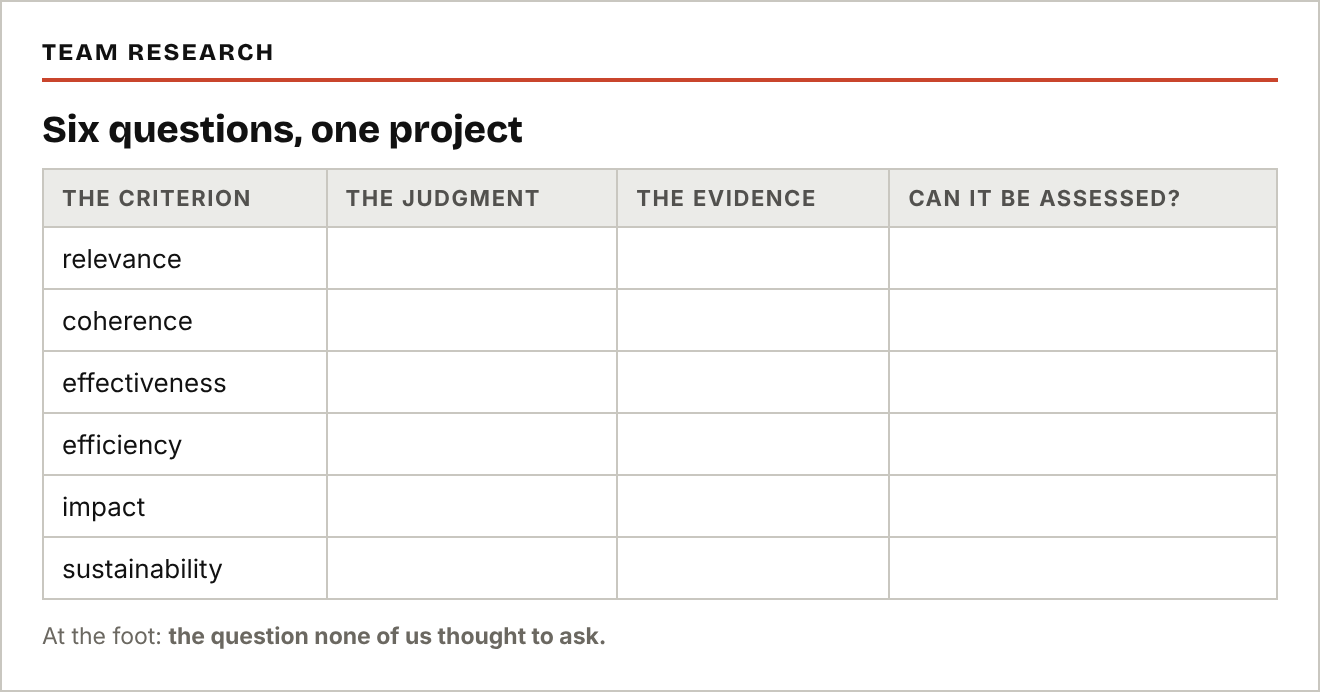 TEAM RESEARCH
Six questions, one project
THE CRITERION THE JUDGMENT THE EVIDENCE CAN IT BE ASSESSED?
relevance
coherence
effectiveness
efficiency
impact
sustainability
At the foot: the question none of us thought to ask.